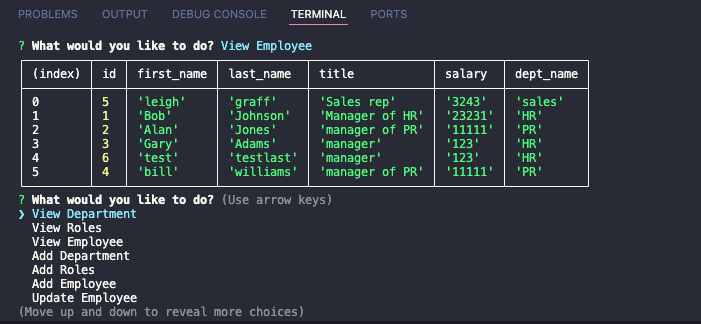 PROBLEMS OUTPUT DEBUG CONSOLE TERMINAL PORTS
? What would you like to do? View Employee
(index) id first_name last_name title salary dept_name
0 5 'leigh' 'graff' 'Sales rep' '3243' 'sales'
1 1 'Bob' 'Johnson' 'Manager of HR' '23231' 'HR'
2 2 'Alan' 'Jones' 'manager of PR' '11111' 'PR'
3 3 'Gary' 'Adams' 'manager' '123' 'HR'
4 6 'test' 'testlast' 'manager' '123' 'HR'
5 4 'bill' 'williams' 'manager of PR' '11111' 'PR'
? What would you like to do? (Use arrow keys)
❯ View Department
View Roles
View Employee
Add Department
Add Roles
Add Employee
Update Employee
(Move up and down to reveal more choices)